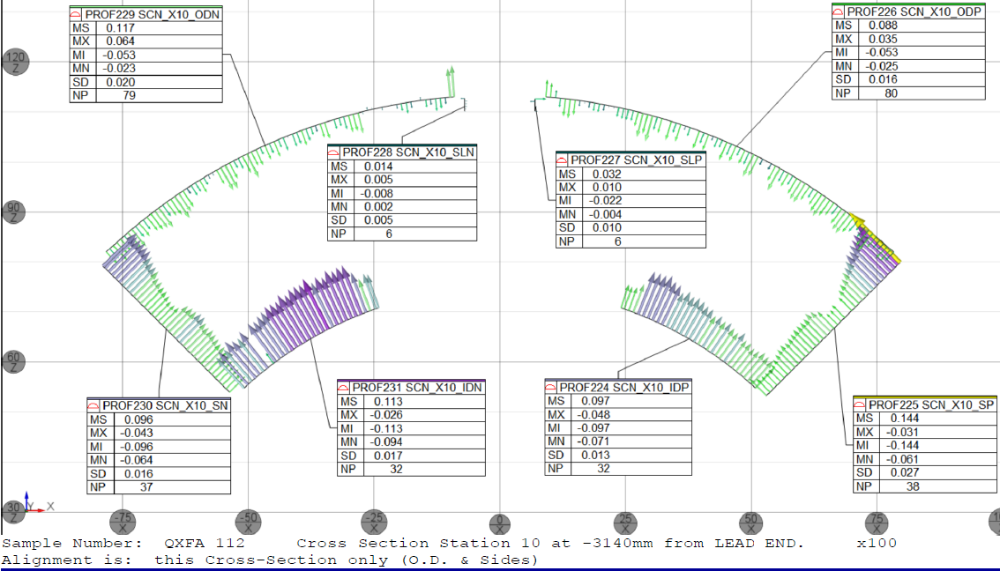 PROF229 SCN_X10_ODN
MS 0.117
MX 0.064
MI -0.053
MN -0.023
SD 0.020
NP 79
PROF226 SCN_X10_ODP
MS 0.088
MX 0.035
MI -0.053
MN -0.025
SD 0.016
NP 80
120
Z
PROF228 SCN_X10_SLN
MS 0.014
MX 0.005
MI -0.008
MN 0.002
SD 0.005
NP 6
PROF227 SCN_X10_SLP
MS 0.032
MX 0.010
MI -0.022
MN -0.004
SD 0.010
NP 6
90
Z
60
Z
PROF230 SCN_X10_SN
MS 0.096
MX -0.043
MI -0.096
MN -0.064
SD 0.016
NP 37
PROF231 SCN_X10_IDN
MS 0.113
MX -0.026
MI -0.113
MN -0.094
SD 0.017
NP 32
PROF224 SCN_X10_IDP
MS 0.097
MX -0.048
MI -0.097
MN -0.071
SD 0.013
NP 32
PROF225 SCN_X10_SP
MS 0.144
MX -0.031
MI -0.144
MN -0.061
SD 0.027
NP 38
30
Z
Y X
-75
X
-50
X
-25
X
0
X
25
X
50
X
75
X
Sample Number: QXFA 112 Cross Section Station 10 at -3140mm from LEAD END. x100
Alignment is: this Cross-Section only (O.D. & Sides)